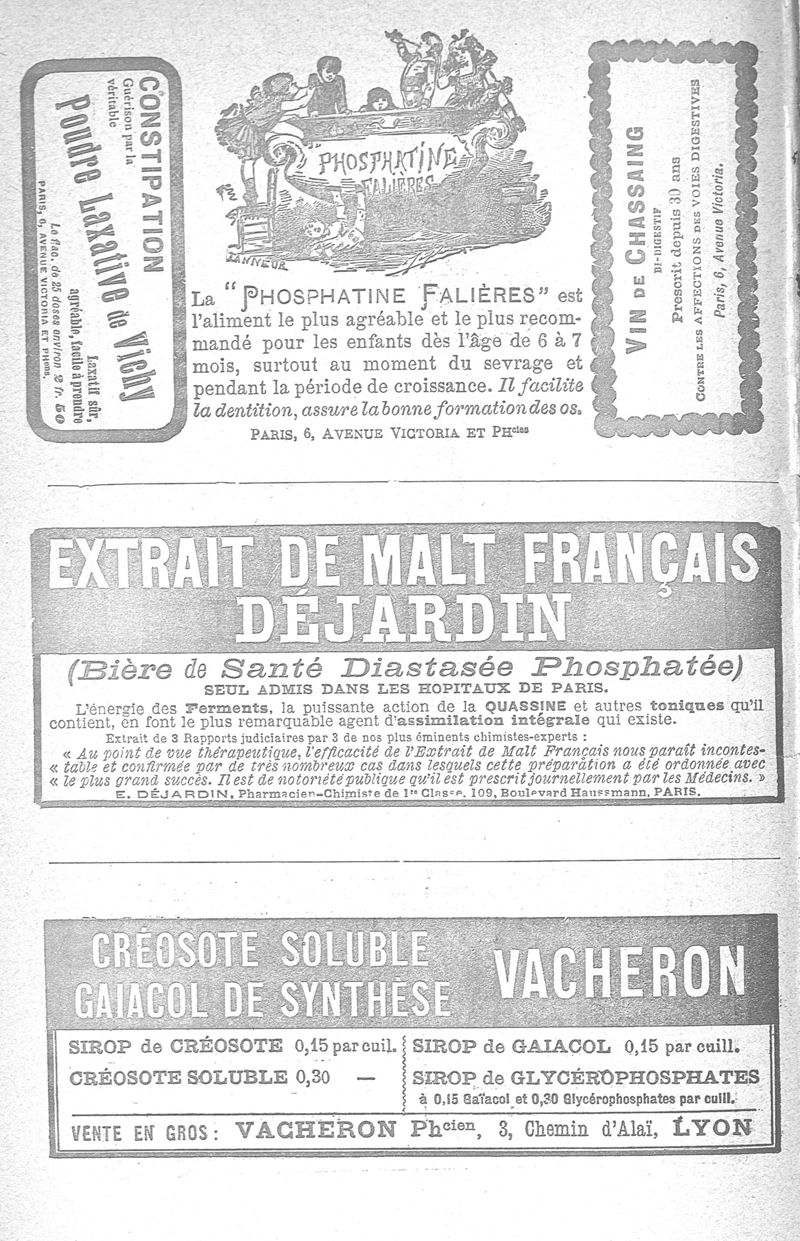 CONSTIPATION
Guérison par la
véritable
Poudre Laxative de Vichy
Laxatif sûr,
agréable, facile à prendre
Le flac. de 25 doses environ 2 fr. 50
PARIS, 6, AVENUE VICTORIA ET PHcies.
"PHOSPHATINE
FALIÈRES"
ZANNEUR
La "PHOSPHATINE FALIÈRES" est
l'aliment le plus agréable et le plus recom-
mandé pour les enfants dès l'âge de 6 à 7
mois, surtout au moment du sevrage et
pendant la période de croissance. Il facilite
la dentition, assure la bonne formation des os.
PARIS, 6, AVENUE VICTORIA ET PHcies
VIN DE CHASSAING
BI-DIGESTIF
Prescrit depuis 30 ans
CONTRE LES AFFECTIONS DES VOIES DIGESTIVES
Paris, 6, Avenue Victoria.
EXTRAIT DE MALT FRANÇAIS
DÉJARDIN
(Bière de Santé Diastasée Phosphatée)
SEUL ADMIS DANS LES HOPITAUX DE PARIS.
L'énergie des Ferments, la puissante action de la QUASSINE et autres toniques qu'il
contient, en font le plus remarquable agent d'assimilation intégrale qui existe.
Extrait de 3 Rapports judiciaires par 3 de nos plus éminents chimistes-experts :
« Au point de vue thérapeutique, l'efficacité de l'Extrait de Malt Français nous paraît incontes-
« table et confirmée par de très nombreux cas dans lesquels cette préparation a été ordonnée avec
« le plus grand succès. Il est de notoriété publique qu'il est prescrit journellement par les Médecins. »
E. DÉJARDIN, Pharmacien-Chimiste de 1re Classe. 109, Boulevard Haussmann, PARIS.
CRÉOSOTE SOLUBLE
GAIACOL DE SYNTHÈSE
VACHERON
SIROP de CRÉOSOTE 0,15 par cuil.
CRÉOSOTE SOLUBLE 0,30 —
SIROP de GAIACOL 0,15 par cuill.
SIROP de GLYCÉROPHOSPHATES
à 0,15 Gaïacol et 0,30 Glycérophosphates par cuill.
VENTE EN GROS : VACHERON Phcien, 3, Chemin d'Alaï, LYON